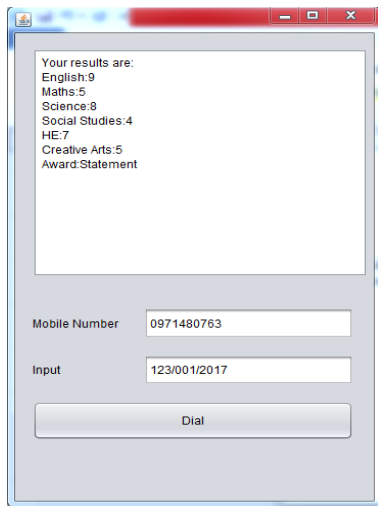 Your results are:
English:9
Maths:5
Science:8
Social Studies:4
HE:7
Creative Arts:5
Award:Statement
Mobile Number 0971480763
Input 123/001/2017
Dial